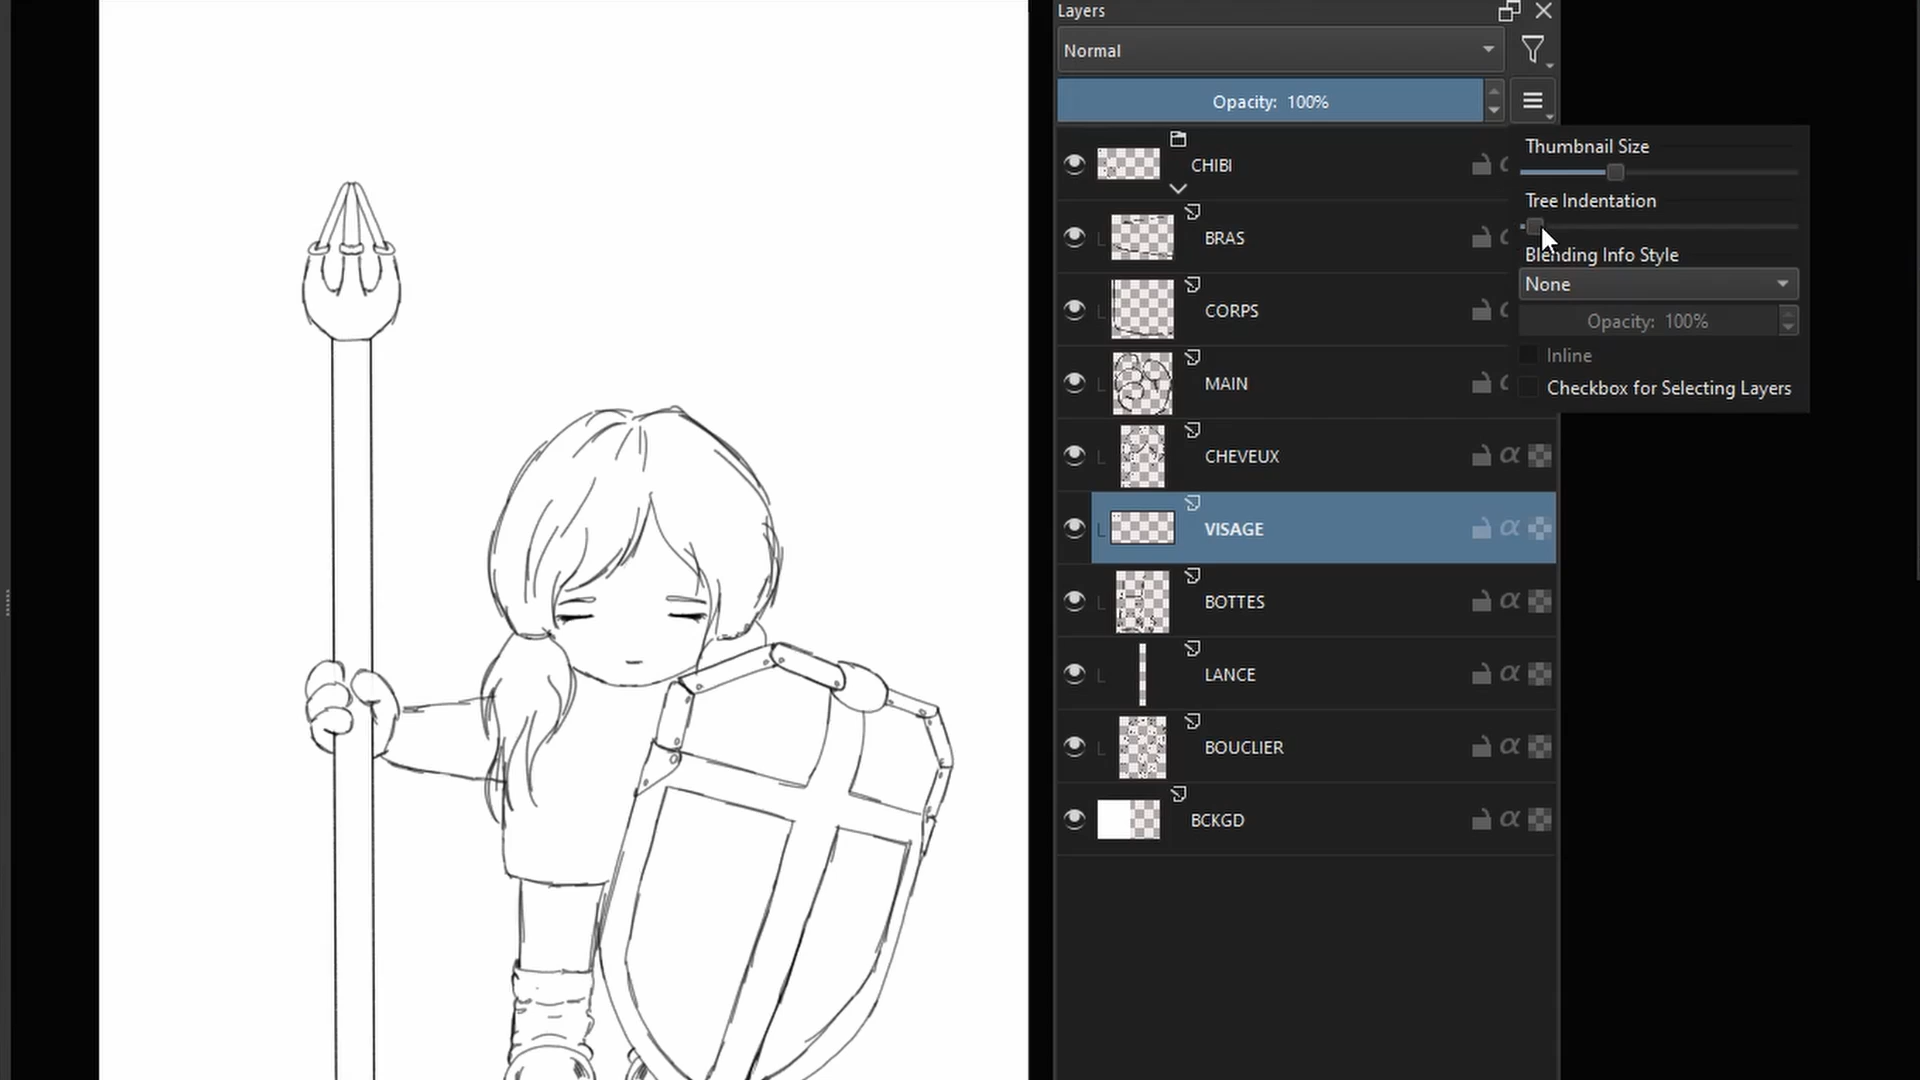 Layers
Normal
Opacity: 100%
Thumbnail Size
Tree Indentation
Blending Info Style
None
Opacity: 100%
Inline
Checkbox for Selecting Layers
CHIBI
BRAS
CORPS
MAIN
CHEVEUX
VISAGE
BOTTES
LANCE
BOUCLIER
BCKGD